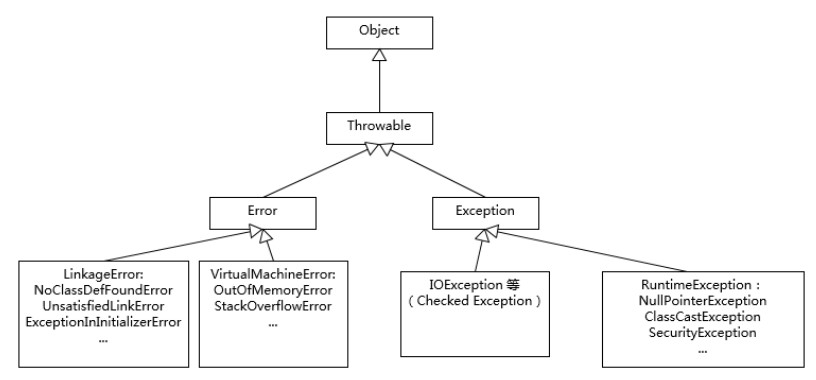 Object
Throwable
Error
Exception
LinkageError:
NoClassDefFoundError
UnsatisfiedLinkError
ExceptionInInitializerError
...
VirtualMachineError:
OutOfMemoryError
StackOverflowError
...
IOException 等
（Checked Exception）
RuntimeException：
NullPointerException
ClassCastException
SecurityException
...